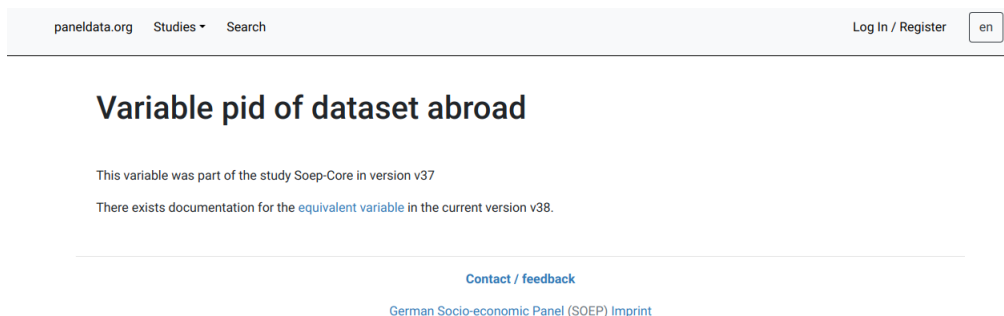 paneldata.org Studies Search Log In / Register en
Variable pid of dataset abroad
This variable was part of the study Soep-Core in version v37
There exists documentation for the equivalent variable in the current version v38.
Contact / feedback
German Socio-economic Panel (SOEP) Imprint